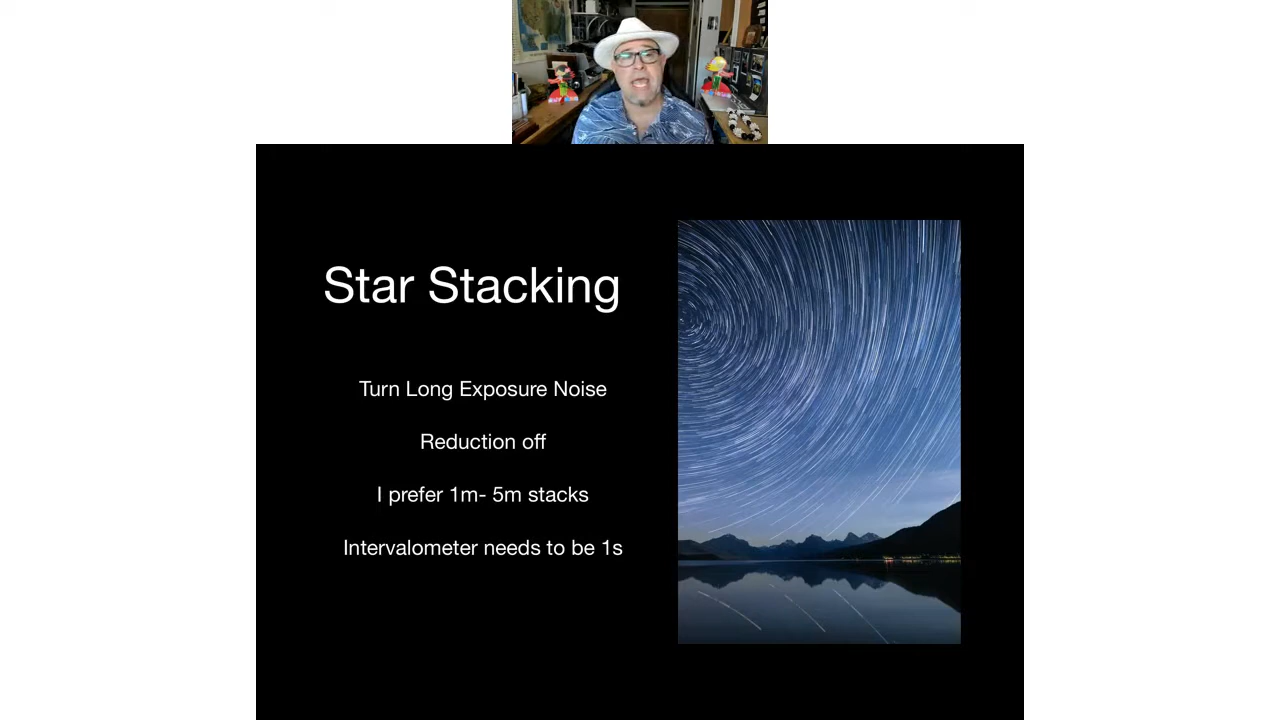 Star Stacking
Turn Long Exposure Noise
Reduction off
I prefer 1m- 5m stacks
Intervalometer needs to be 1s